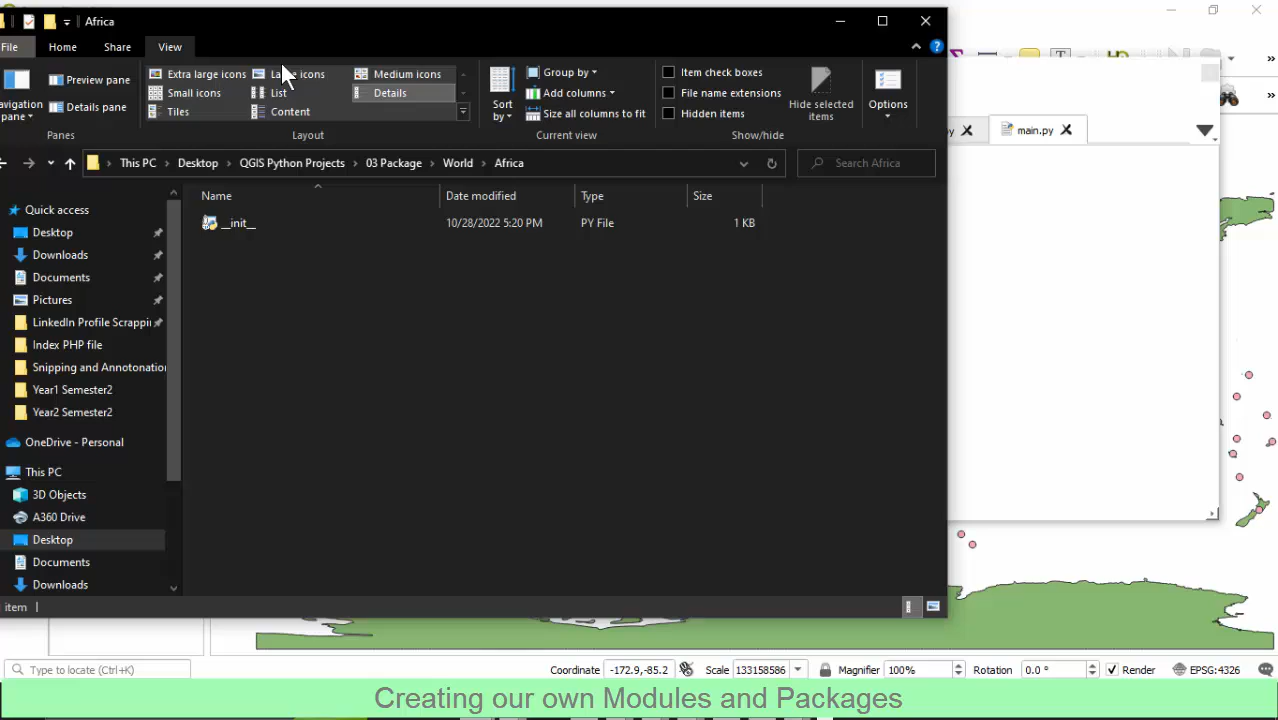 Africa
File
Home
Share
View
Navigation
pane
Preview pane
Details pane
Panes
Extra large icons
Large icons
Medium icons
Small icons
List
Details
Tiles
Content
Layout
Sort
by
Group by
Add columns
Size all columns to fit
Current view
Item check boxes
File name extensions
Hidden items
Hide selected
items
Show/hide
Options
This PC
Desktop
QGIS Python Projects
03 Package
World
Africa
Search Africa
main.py
Name
Date modified
Type
Size
__init__
10/28/2022 5:20 PM
PY File
1 KB
Quick access
Desktop
Downloads
Documents
Pictures
LinkedIn Profile Scrappi
Index PHP file
Snipping and Annotonation
Year1 Semester2
Year2 Semester2
OneDrive - Personal
This PC
3D Objects
A360 Drive
Desktop
Documents
Downloads
item
Type to locate (Ctrl+K)
Coordinate
-172.9,-85.2
Scale
133158586
Magnifier
100%
Rotation
0.0 °
Render
EPSG:4326
Creating our own Modules and Packages